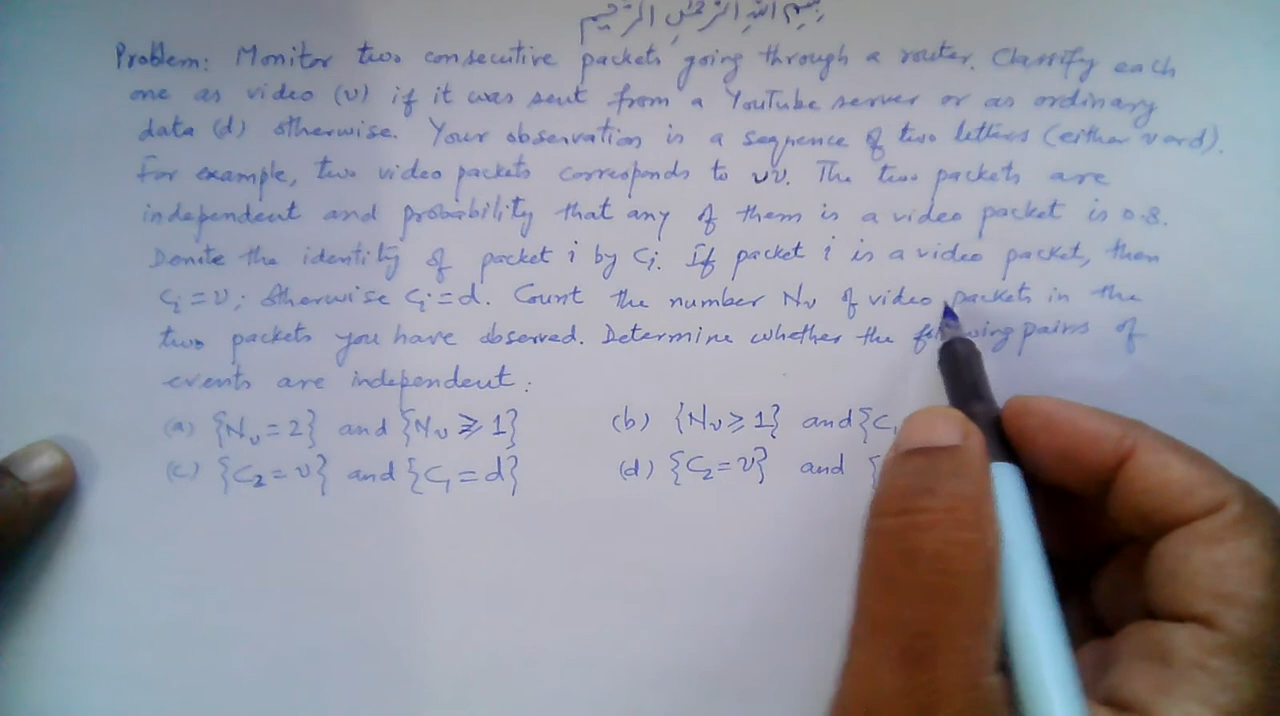 بسم الله الرحمن الرحيم
Problem: Monitor two consecutive packets going through a router. Classify each
one as video (v) if it was sent from a YouTube server or as ordinary
data (d) otherwise. Your observation is a sequence of two letters (either v or d).
For example, two video packets corresponds to vv. The two packets are
independent and probability that any of them is a video packet is 0.8.
Denote the identity of packet i by Ci. If packet i is a video packet, then
Ci = v; otherwise Ci = d. Count the number Nv of video packets in the
two packets you have observed. Determine whether the following pairs of
events are independent:
(a) {Nv = 2} and {Nv ≥ 1} (b) {Nv ≥ 1} and {C
(c) {C2 = v} and {C1 = d} (d) {C2 = v} and {